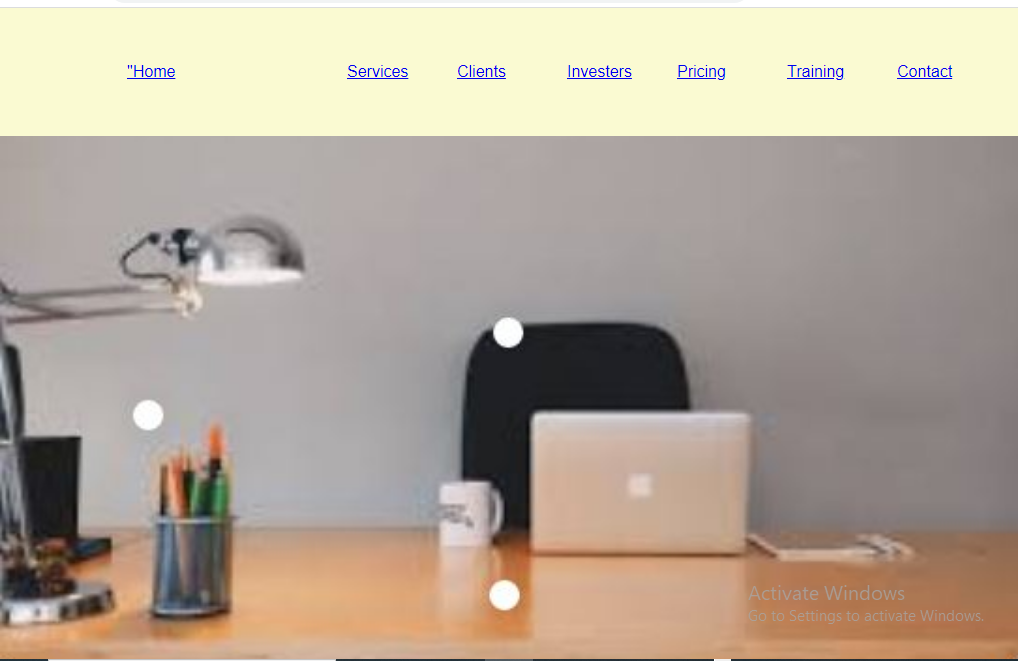 "Home Services Clients Investers Pricing Training Contact
Activate Windows
Go to Settings to activate Windows.